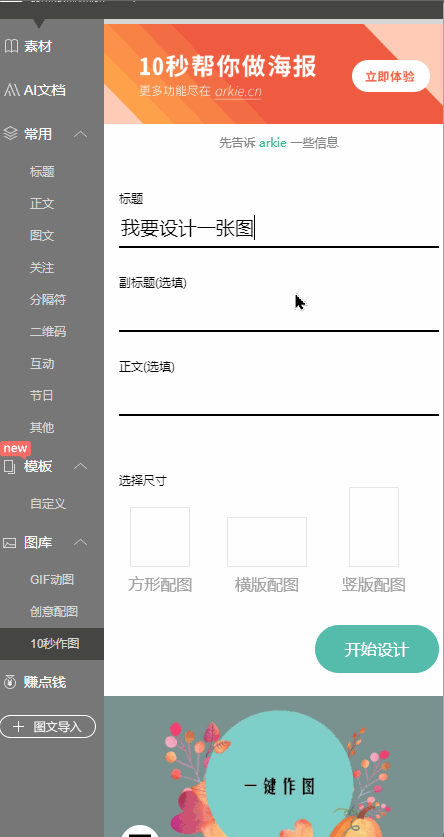 素材
AI文档
常用
标题
正文
图文
关注
分隔符
二维码
互动
节日
其他
new
模板
自定义
图库
GIF动图
创意配图
10秒作图
赚点钱
图文导入
10秒帮你做海报
更多功能尽在 arkie.cn
立即体验
先告诉 arkie 一些信息
标题
我要设计一张图
副标题(选填)
正文(选填)
选择尺寸
方形配图 横版配图 竖版配图
开始设计
一键作图